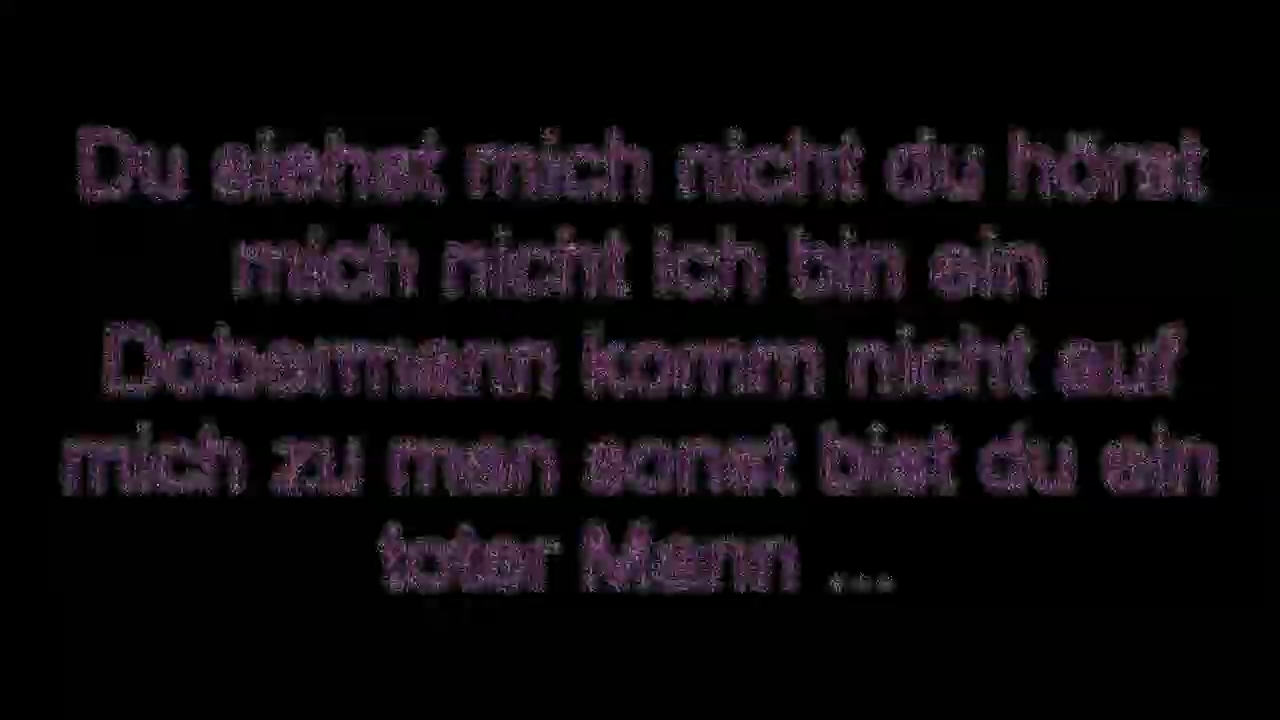 Du siehst mich nicht du hörst
mich nicht ich bin ein
Dobermann komm nicht auf
mich zu man sonst bist du ein
toter Mann ...